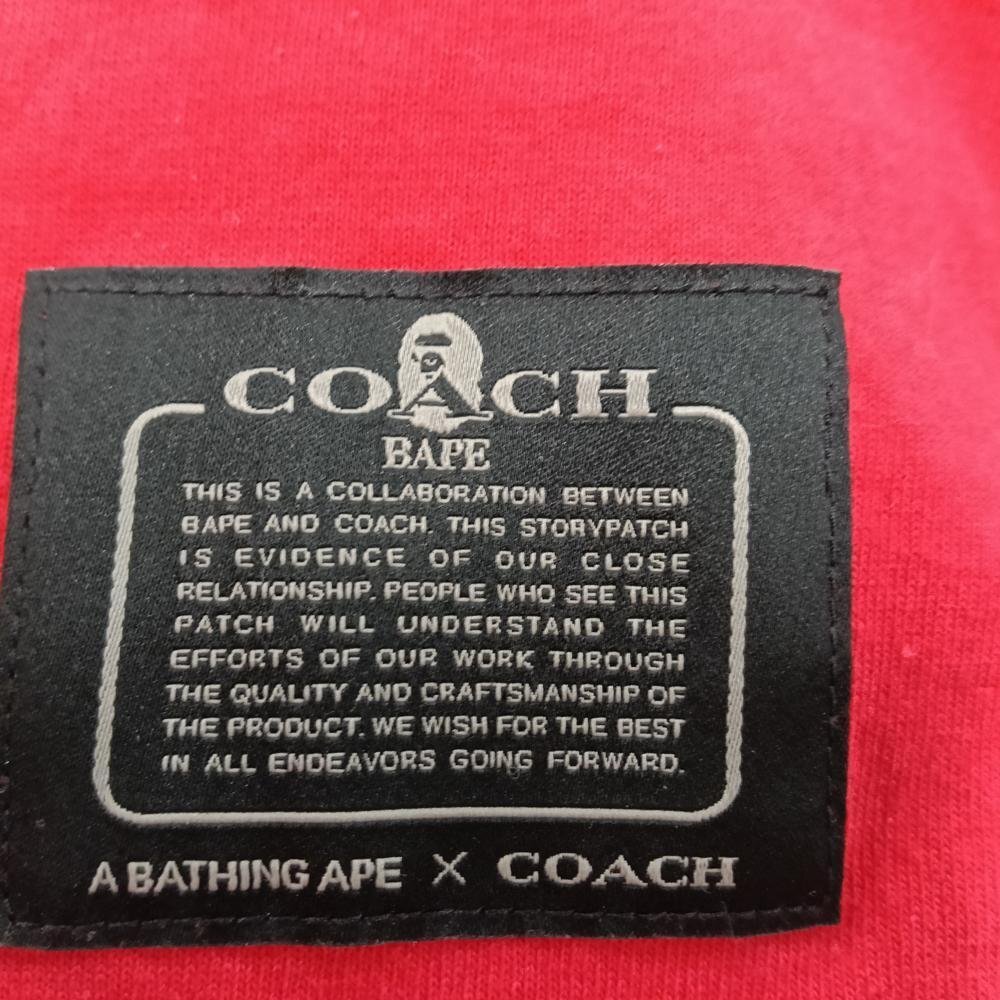 COACH
BAPE
THIS IS A COLLABORATION BETWEEN
BAPE AND COACH. THIS STORYPATCH
IS EVIDENCE OF OUR CLOSE
RELATIONSHIP. PEOPLE WHO SEE THIS
PATCH WILL UNDERSTAND THE
EFFORTS OF OUR WORK THROUGH
THE QUALITY AND CRAFTSMANSHIP OF
THE PRODUCT. WE WISH FOR THE BEST
IN ALL ENDEAVORS GOING FORWARD.
A BATHING APE X COACH